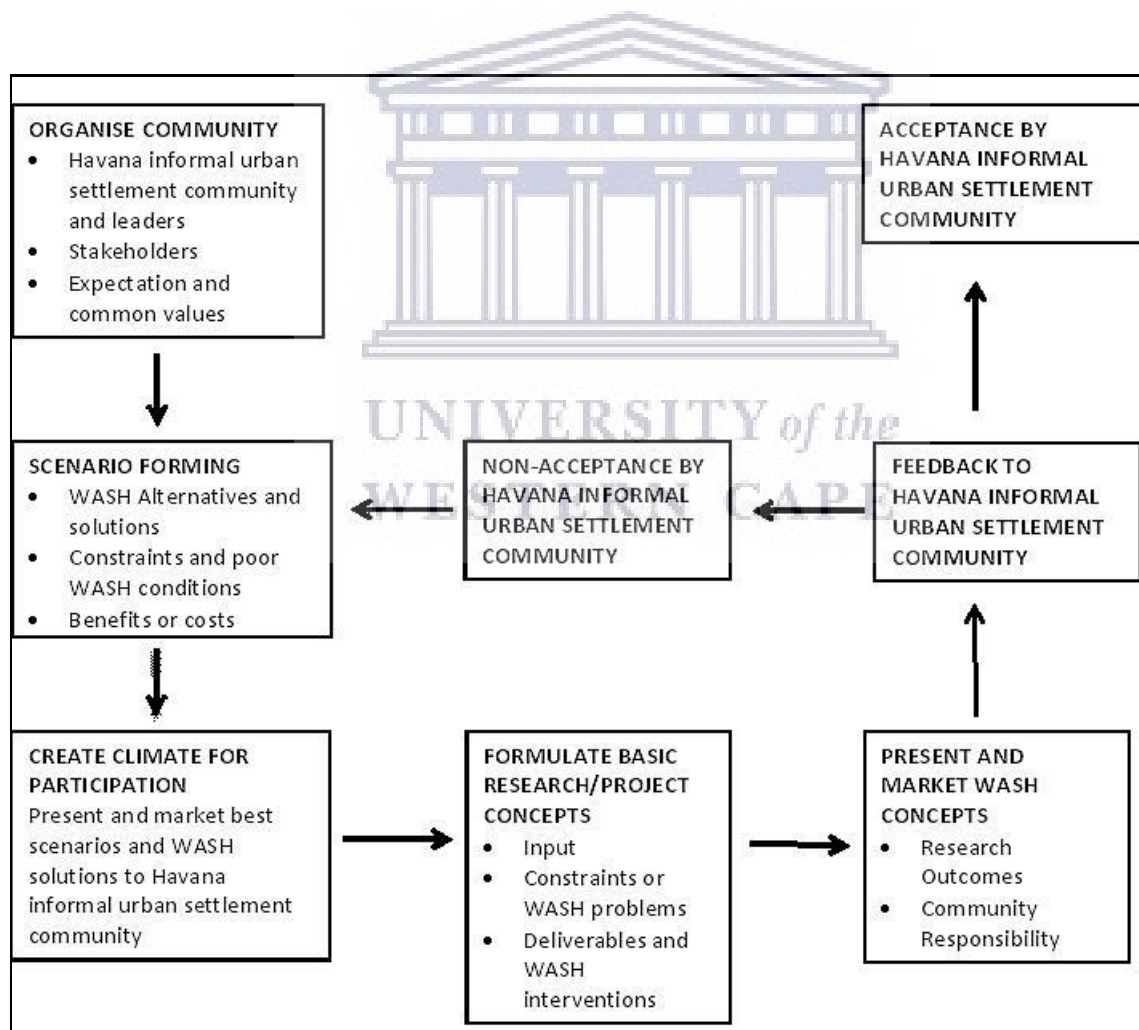 ORGANISE COMMUNITY
• Havana informal urban
settlement community
and leaders
• Stakeholders
• Expectation and
common values
ACCEPTANCE BY
HAVANA INFORMAL
URBAN SETTLEMENT
COMMUNITY
UNIVERSITY of the
WESTERN CAPE
SCENARIO FORMING
• WASH Alternatives and
solutions
• Constraints and poor
WASH conditions
• Benefits or costs
NON-ACCEPTANCE BY
HAVANA INFORMAL
URBAN SETTLEMENT
COMMUNITY
FEEDBACK TO
HAVANA INFORMAL
URBAN SETTLEMENT
COMMUNITY
CREATE CLIMATE FOR
PARTICIPATION
Present and market best
scenarios and WASH
solutions to Havana
informal urban settlement
community
FORMULATE BASIC
RESEARCH/PROJECT
CONCEPTS
• Input
• Constraints or
WASH problems
• Deliverables and
WASH
interventions
PRESENT AND
MARKET WASH
CONCEPTS
• Research
Outcomes
• Community
Responsibility